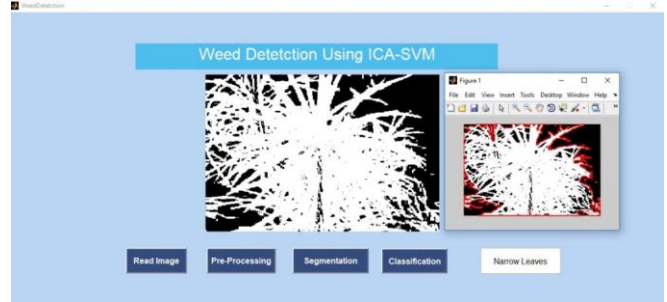 WeedDetetction
Weed Detetction Using ICA-SVM
Figure 1
File Edit View Insert Tools Desktop Window Help
Read Image
Pre-Processing
Segmentation
Classification
Narrow Leaves